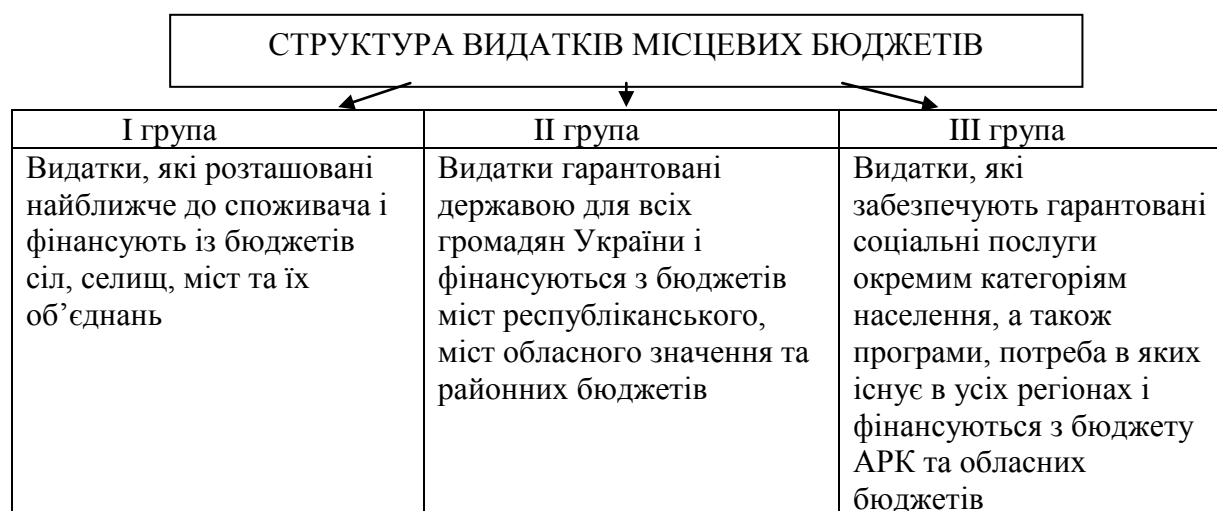 СТРУКТУРА ВИДАТКІВ МІСЦЕВИХ БЮДЖЕТІВ
І група
Видатки, які розташовані
найближче до споживача і
фінансують із бюджетів
сіл, селищ, міст та їх
об’єднань
ІІ група
Видатки гарантовані
державою для всіх
громадян України і
фінансуються з бюджетів
міст республіканського,
міст обласного значення та
районних бюджетів
ІІІ група
Видатки, які
забезпечують гарантовані
соціальні послуги
окремим категоріям
населення, а також
програми, потреба в яких
існує в усіх регіонах і
фінансуються з бюджету
АРК та обласних
бюджетів